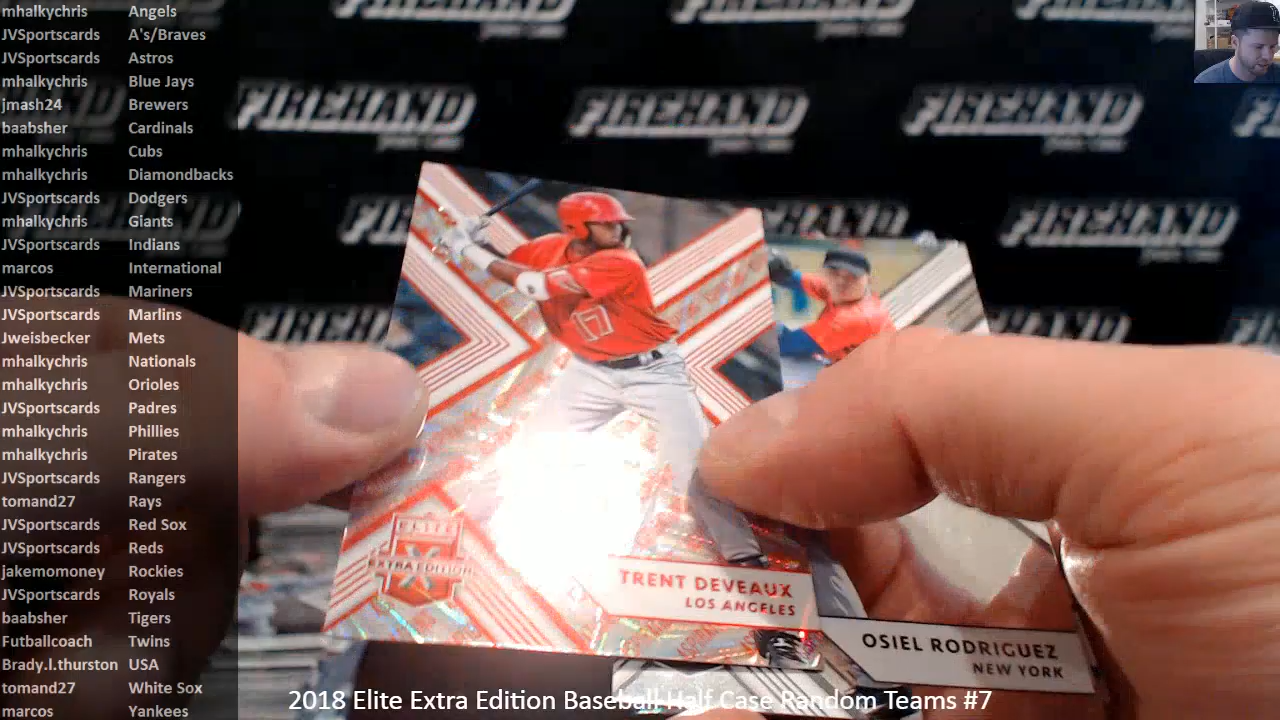 mhalkychris Angels
JVSportscards A's/Braves
JVSportscards Astros
mhalkychris Blue Jays
jmash24 Brewers
baabsher Cardinals
mhalkychris Cubs
mhalkychris Diamondbacks
JVSportscards Dodgers
mhalkychris Giants
JVSportscards Indians
marcos International
JVSportscards Mariners
JVSportscards Marlins
Jweisbecker Mets
mhalkychris Nationals
mhalkychris Orioles
JVSportscards Padres
mhalkychris Phillies
mhalkychris Pirates
JVSportscards Rangers
tomand27 Rays
JVSportscards Red Sox
JVSportscards Reds
jakemomoney Rockies
JVSportscards Royals
baabsher Tigers
Futballcoach Twins
Brady.l.thurston USA
tomand27 White Sox
marcos Yankees
FIREHAND
FIREHAND
FIREHAND
FIREHAND
17
ELITE
EXTRA EDITION
TRENT DEVEAUX
LOS ANGELES
OSIEL RODRIGUEZ
NEW YORK
2018 Elite Extra Edition Baseball Half Case Random Teams #7